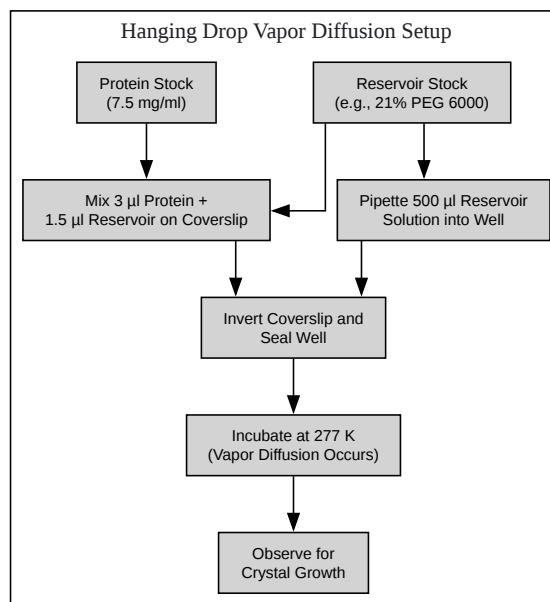 Hanging Drop Vapor Diffusion Setup
Protein Stock
(7.5 mg/ml)
Reservoir Stock
(e.g., 21% PEG 6000)
Mix 3 µl Protein +
1.5 µl Reservoir on Coverslip
Pipette 500 µl Reservoir
Solution into Well
Invert Coverslip and
Seal Well
Incubate at 277 K
(Vapor Diffusion Occurs)
Observe for
Crystal Growth